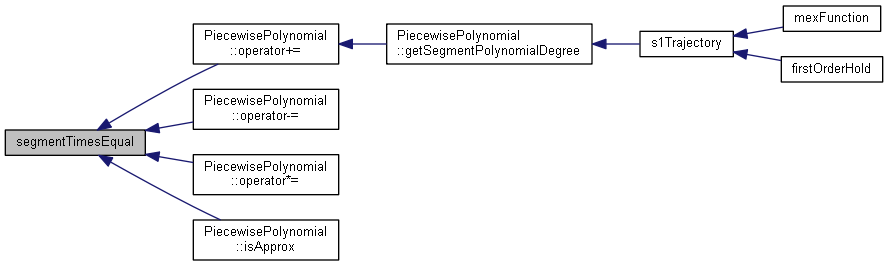 segmentTimesEqual
PiecewisePolynomial
::operator+=
PiecewisePolynomial
::operator-=
PiecewisePolynomial
::operator*=
PiecewisePolynomial
::isApprox
PiecewisePolynomial
::getSegmentPolynomialDegree
s1Trajectory
mexFunction
firstOrderHold